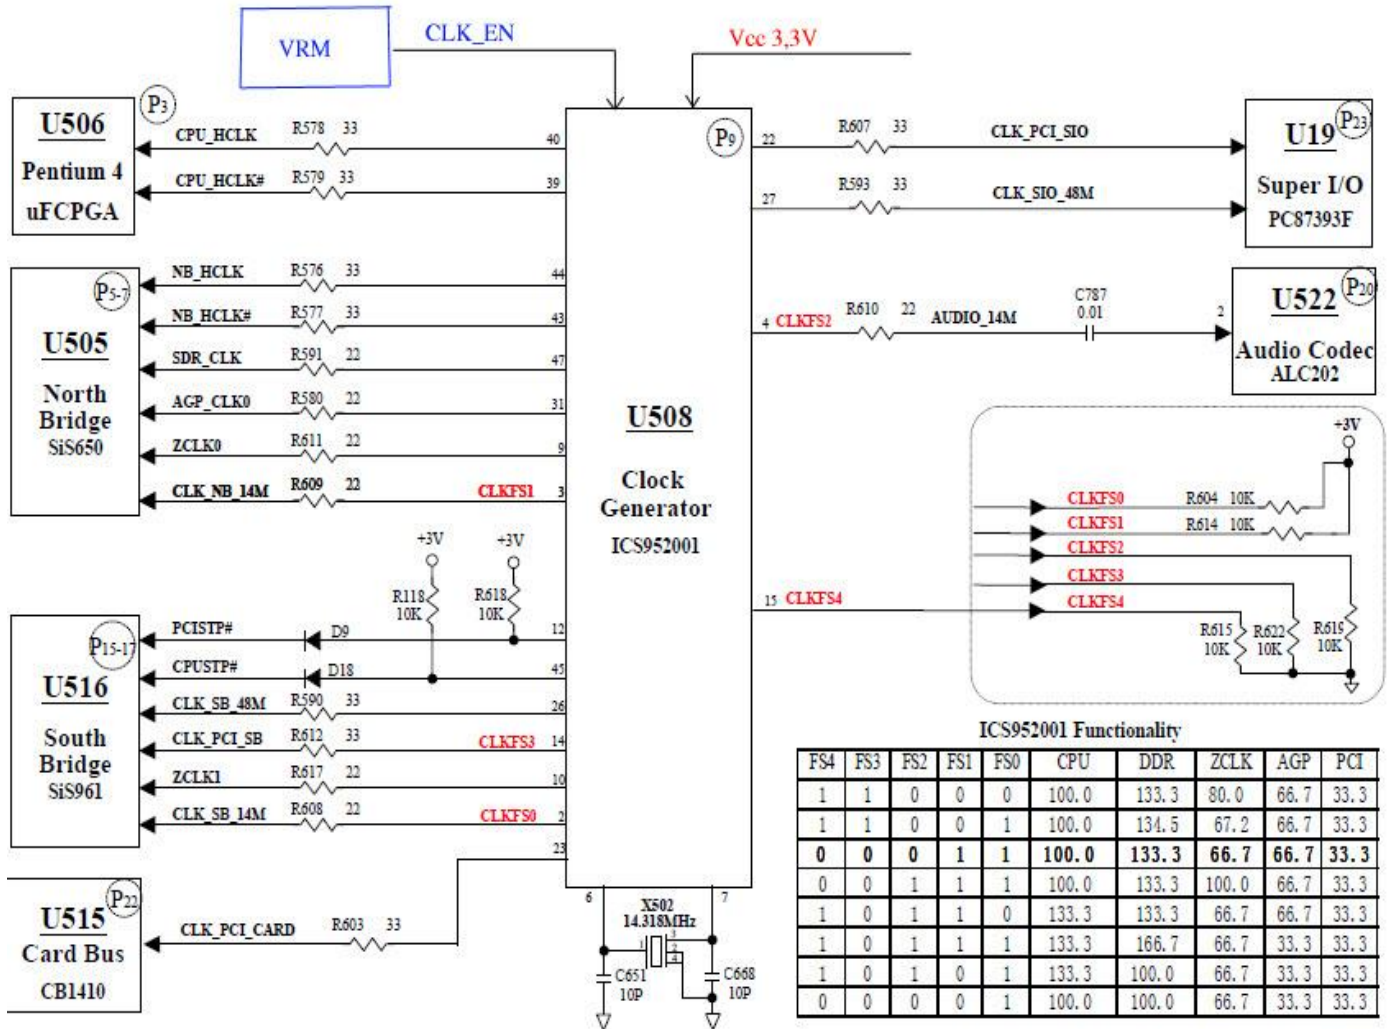 VRM
CLK_EN
Vcc 3,3V
P3
U506
Pentium 4
uFCPGA
CPU_HCLK R578 33 40
CPU_HCLK# R579 33 39
P5-7
U505
North
Bridge
SiS650
NB_HCLK R576 33 44
NB_HCLK# R577 33 43
SDR_CLK R591 22 47
AGP_CLK0 R580 22 31
ZCLK0 R611 22 9
CLK_NB_14M R609 22 CLKFS1 3
+3V +3V
R118 10K
R618 10K
P15-17
U516
South
Bridge
SiS961
PCISTP# D9 12
CPUSTP# D18 45
CLK_SB_48M R590 33 26
CLK_PCI_SB R612 33 CLKFS3 14
ZCLK1 R617 22 10
CLK_SB_14M R608 22 CLKFS0 2
23
P22
U515
Card Bus
CB1410
CLK_PCI_CARD R603 33
P9
U508
Clock
Generator
ICS952001
6 7
X502
14.318MHz
1 3
2
4
C651
10P
C668
10P
22 R607 33 CLK_PCI_SIO
27 R593 33 CLK_SIO_48M
P23
U19
Super I/O
PC87393F
4 CLKFS2 R610 22 AUDIO_14M C787 0.01 2
P20
U522
Audio Codec
ALC202
15 CLKFS4
+3V
CLKFS0 R604 10K
CLKFS1 R614 10K
CLKFS2
CLKFS3
CLKFS4
R615 R622 R619
10K 10K 10K
ICS952001 Functionality
FS4 FS3 FS2 FS1 FS0 CPU DDR ZCLK AGP PCI
1 1 0 0 0 100.0 133.3 80.0 66.7 33.3
1 1 0 0 1 100.0 134.5 67.2 66.7 33.3
0 0 0 1 1 100.0 133.3 66.7 66.7 33.3
0 0 1 1 1 100.0 133.3 100.0 66.7 33.3
1 0 1 1 0 133.3 133.3 66.7 66.7 33.3
1 0 1 1 1 133.3 166.7 66.7 33.3 33.3
1 0 1 0 1 133.3 100.0 66.7 33.3 33.3
0 0 0 0 1 100.0 100.0 66.7 33.3 33.3